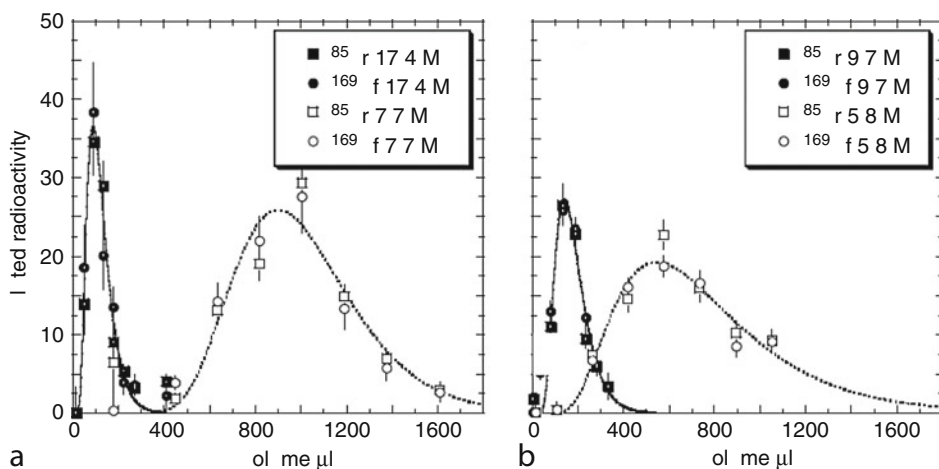 50
40
30
20
10
0
I ted radioactivity
85 r 17 4 M
169 f 17 4 M
85 r 7 7 M
169 f 7 7 M
0 400 800 1200 1600
ol me µl
a
85 r 9 7 M
169 f 9 7 M
85 r 5 8 M
169 f 5 8 M
0 400 800 1200 1600
ol me µl
b